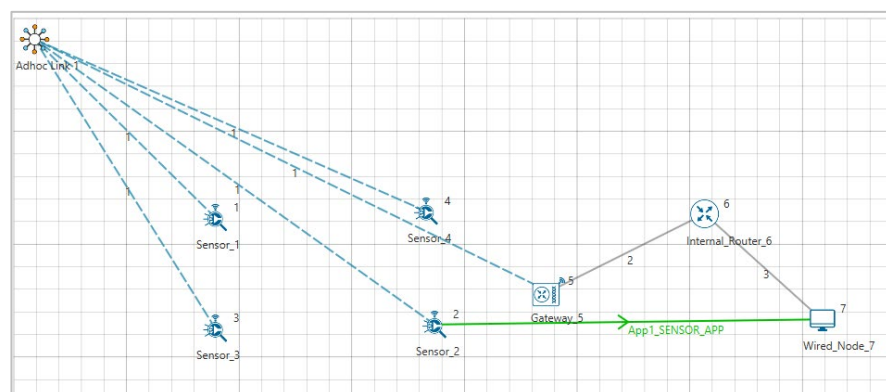 Adhoc Link 1
1
1
1
1
1
1
Sensor_1
4
Sensor_4
6
Internal_Router_6
2
5
Gateway_5
3
3
Sensor_3
2
Sensor_2
App1_SENSOR_APP
7
Wired_Node_7